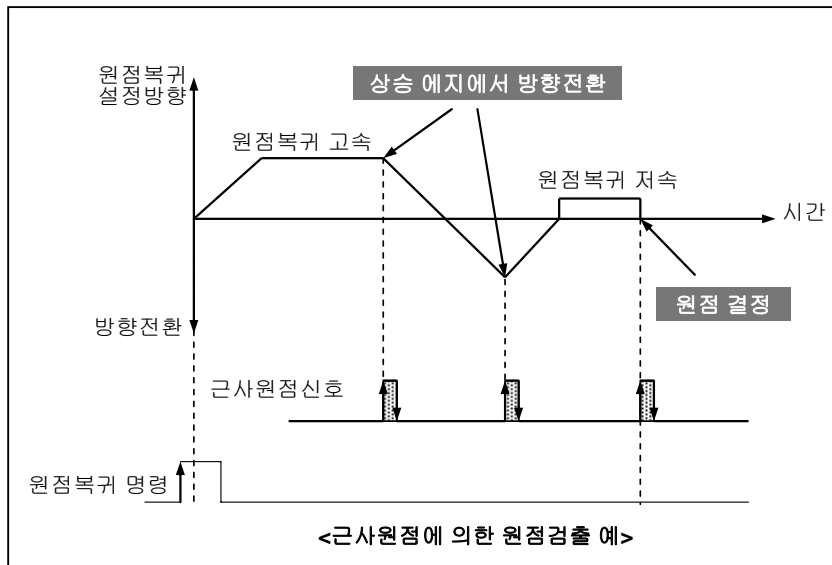 원점복귀
설정방향
상승 에지에서 방향전환
원점복귀 고속
원점복귀 저속
시간
원점 결정
방향전환
근사원점신호
원점복귀 명령
<근사원점에 의한 원점검출 예>